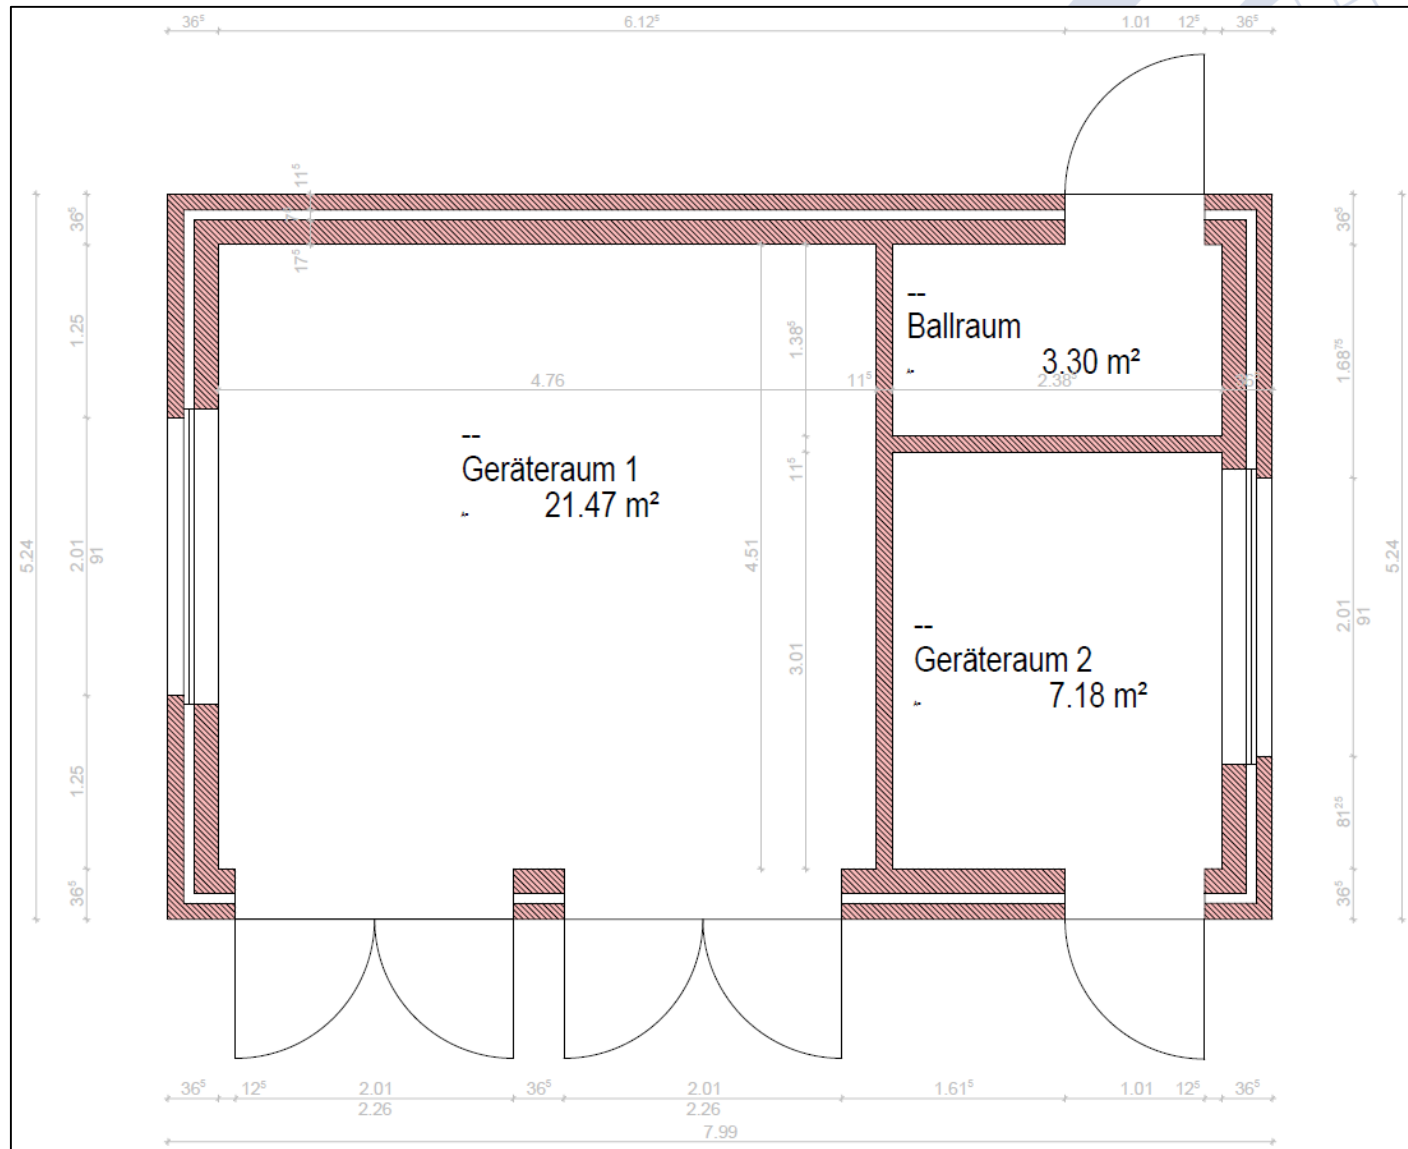 36⁵ 6.12⁵ 1.01 12⁵ 36⁵
11⁵
7
17⁵
36⁵
1.25
2.01
91
1.25
36⁵
5.24
36⁵
1.68⁷⁵
2.01
91
81²⁵
36⁵
5.24
--
Ballraum
3.30 m²
4.76 11⁵ 2.38⁵ 36⁵
1.38⁵
11⁵
3.01
4.51
--
Geräteraum 1
21.47 m²
--
Geräteraum 2
7.18 m²
36⁵ 12⁵ 2.01 36⁵ 2.01 1.61⁵ 1.01 12⁵ 36⁵
2.26 2.26
7.99